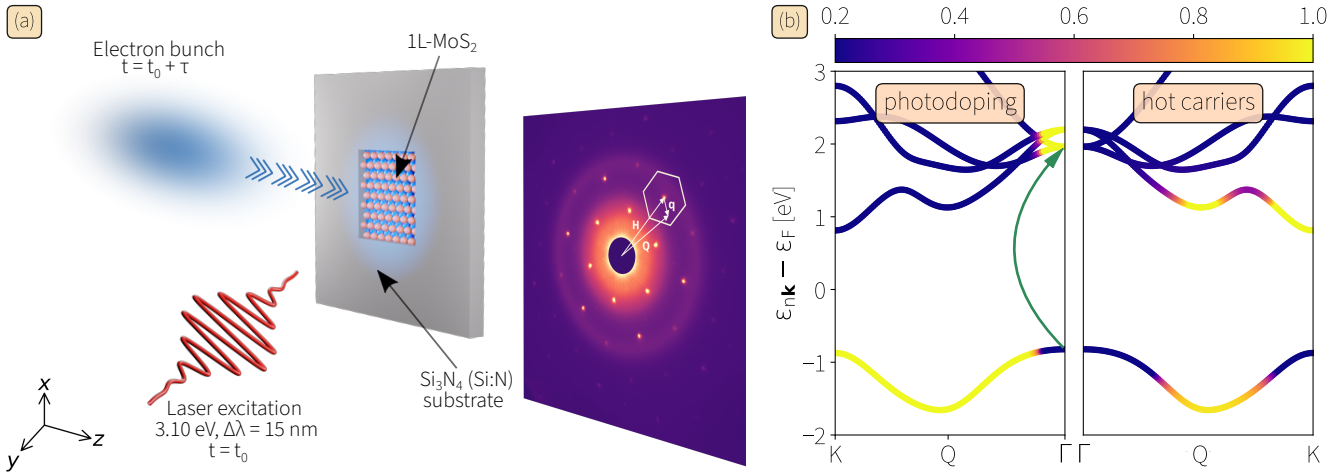 (a)
Electron bunch
t = t₀ + τ
1L-MoS₂
H
q
Q
Si₃N₄ (Si:N)
substrate
Laser excitation
3.10 eV, Δλ = 15 nm
t = t₀
x
y
z
(b)
0.2 0.4 0.6 0.8 1.0
photodoping
hot carriers
εₙ𝐤 − ε_F [eV]
3
2
1
0
−1
−2
K Q Γ Γ Q K